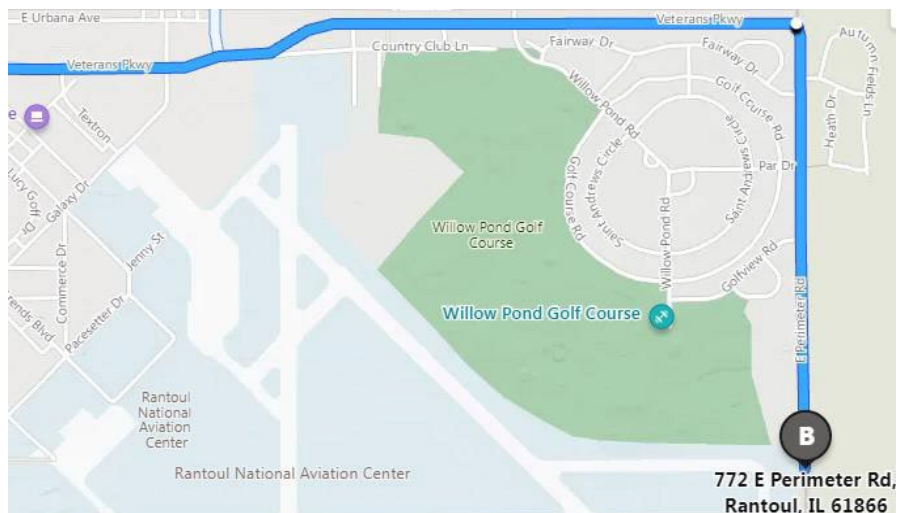 E Urbana Ave
Veterans Pkwy
Country Club Ln
Fairway Dr
Fairway Dr
Autumn Fields Ln
Veterans Pkwy
Willow Pond Rd
Golf Course Rd
Heath Dr
e
Textron
Saint Andrews Circle
Saint Andrews Circle
Par Dr
Golf Course Rd
Lucy Goff Dr
Galaxy Dr
Willow Pond Golf
Course
Willow Pond Rd
Jenny St
Commerce Dr
Golfview Rd
E Perimeter Rd
Pacesetter Dr
rends Blvd
Willow Pond Golf Course
Rantoul
National
Aviation
Center
B
Rantoul National Aviation Center
772 E Perimeter Rd,
Rantoul, IL 61866